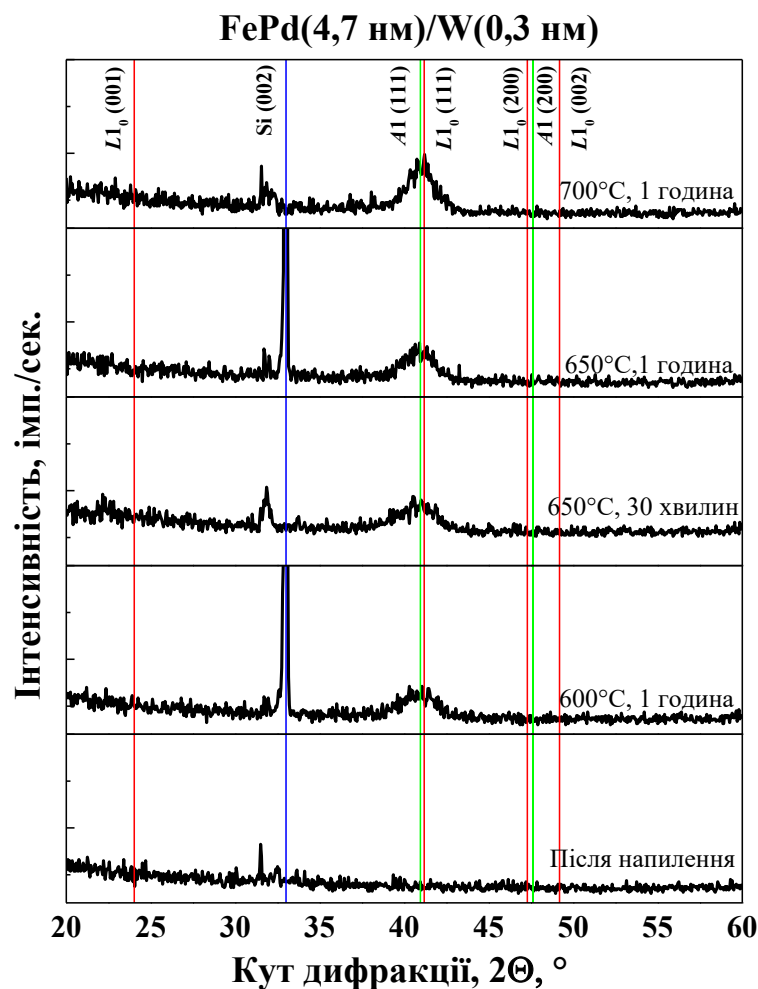 FePd(4,7 нм)/W(0,3 нм)
L1₀ (001)
Si (002)
A1 (111)
L1₀ (111)
L1₀ (200)
A1 (200)
L1₀ (002)
700°C, 1 година
650°C,1 година
650°C, 30 хвилин
600°C, 1 година
Після напилення
Інтенсивність, імп./сек.
20 25 30 35 40 45 50 55 60
Кут дифракції, 2Θ, °